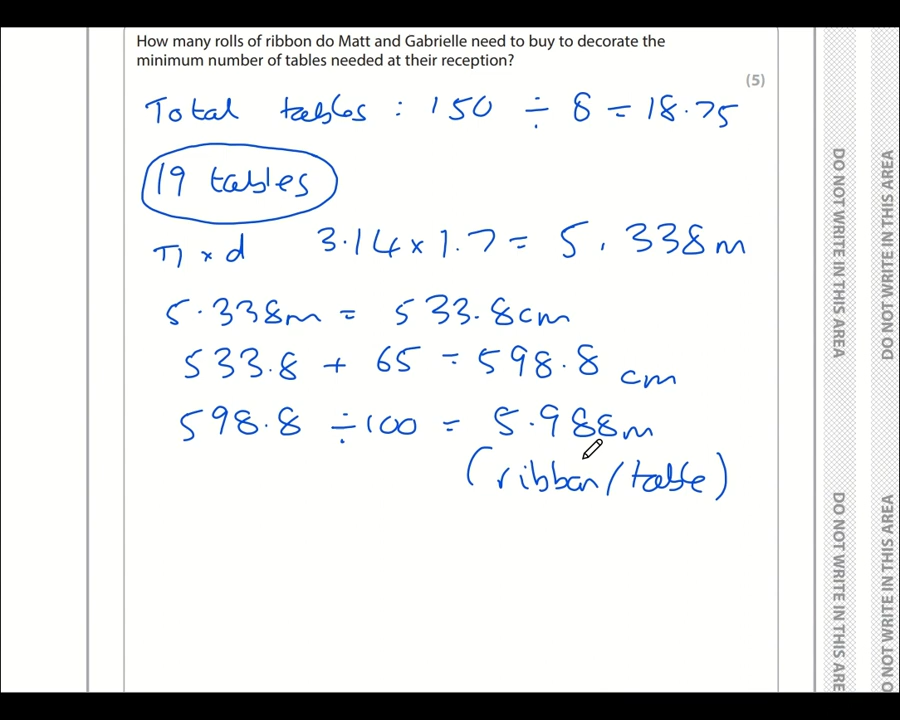 How many rolls of ribbon do Matt and Gabrielle need to buy to decorate the
minimum number of tables needed at their reception?
(5)
Total tables : 150 ÷ 8 = 18.75
19 tables
π × d 3.14 × 1.7 = 5.338m
5.338m = 533.8cm
533.8 + 65 = 598.8 cm
598.8 ÷ 100 = 5.988m
(ribban/table)
DO NOT WRITE IN THIS AREA
DO NOT WRITE IN THIS AREA
DO NOT WRITE IN THIS ARE
O NOT WRITE IN THIS AREA